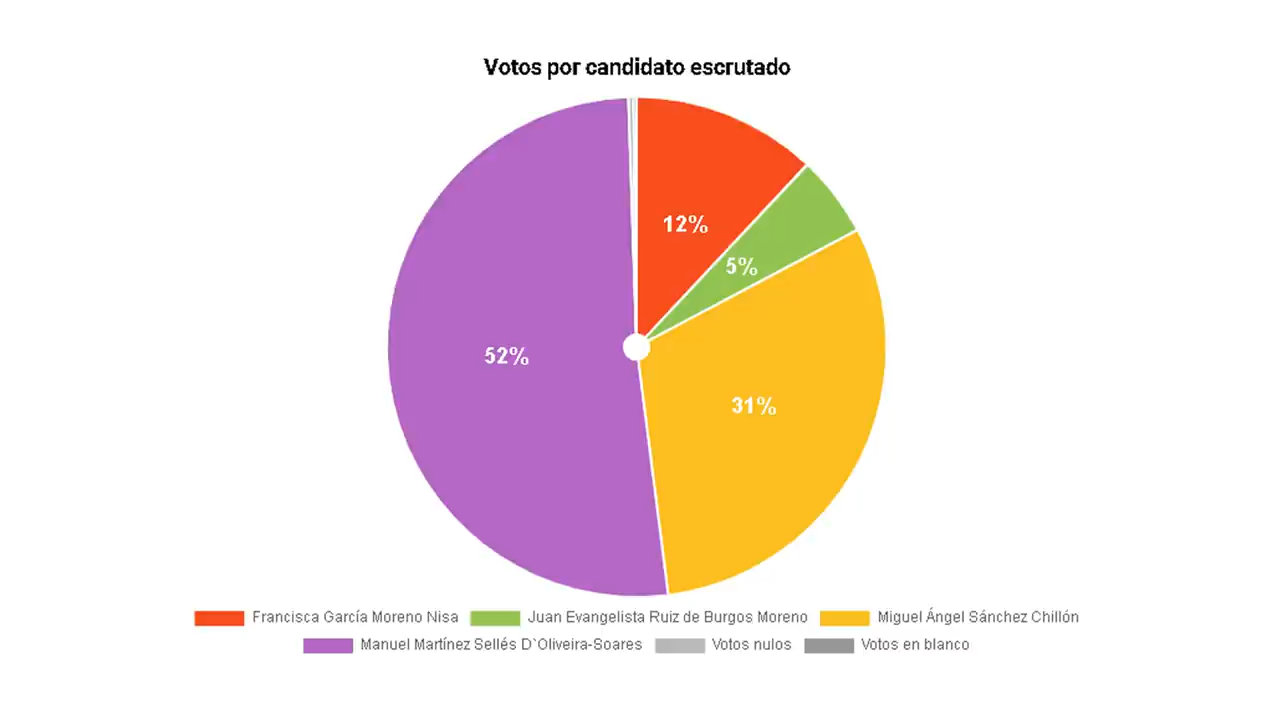 Votos por candidato escrutado
12%
5%
52%
31%
Francisca García Moreno Nisa Juan Evangelista Ruiz de Burgos Moreno Miguel Ángel Sánchez Chillón
Manuel Martínez Sellés D`Oliveira-Soares Votos nulos Votos en blanco